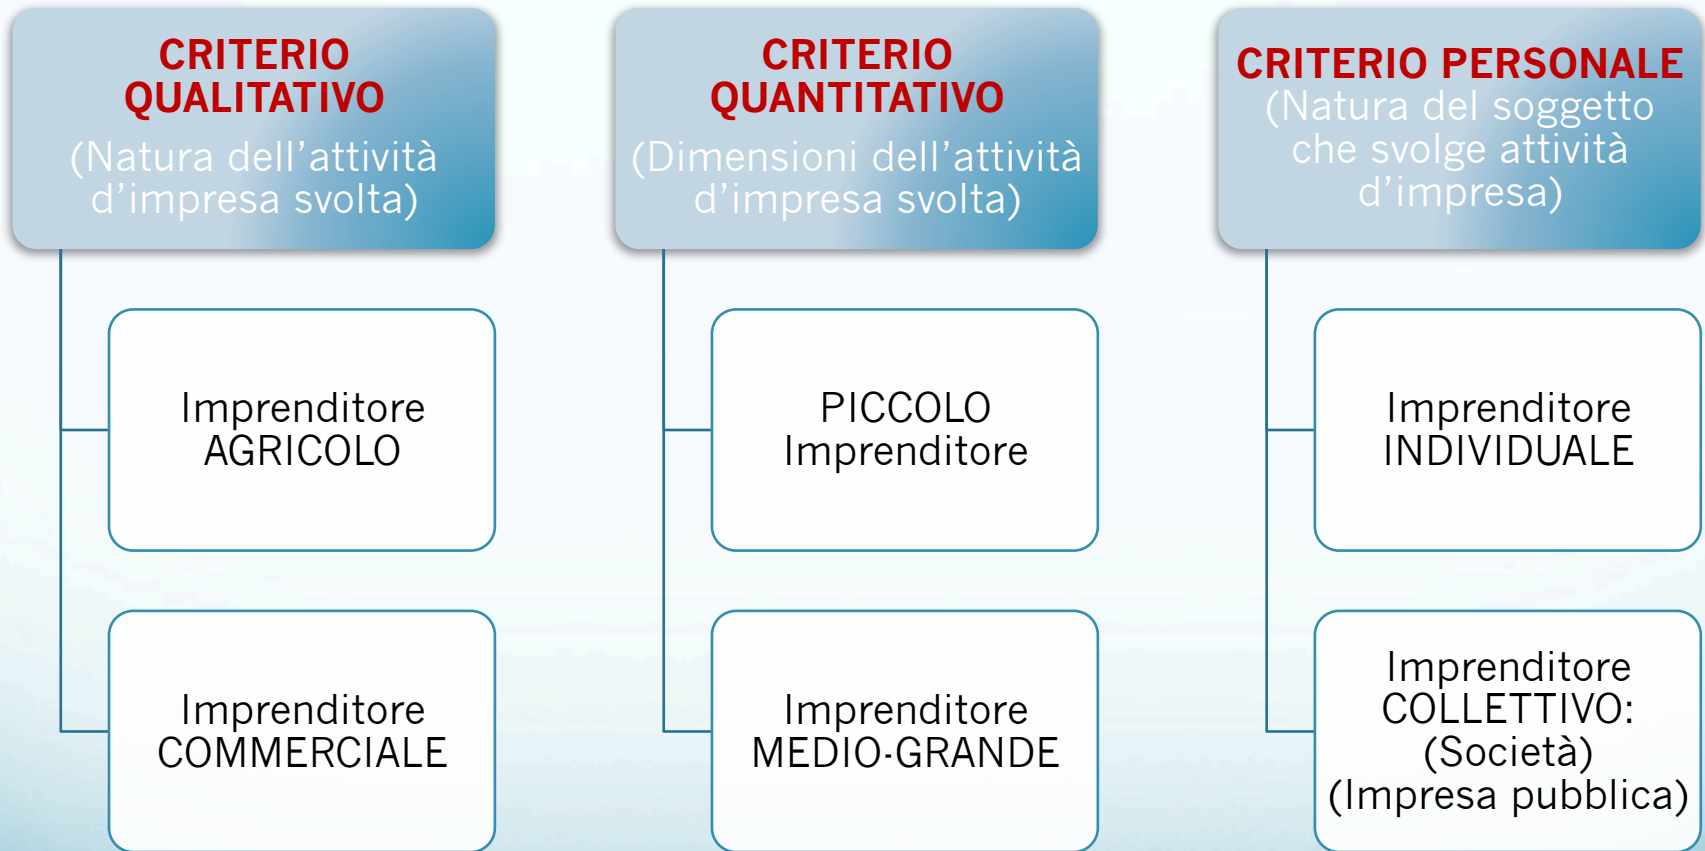 CRITERIO
QUALITATIVO
(Natura dell’attività
d’impresa svolta)
Imprenditore
AGRICOLO
Imprenditore
COMMERCIALE
CRITERIO
QUANTITATIVO
(Dimensioni dell’attività
d’impresa svolta)
PICCOLO
Imprenditore
Imprenditore
MEDIO-GRANDE
CRITERIO PERSONALE
(Natura del soggetto
che svolge attività
d’impresa)
Imprenditore
INDIVIDUALE
Imprenditore
COLLETTIVO:
(Società)
(Impresa pubblica)